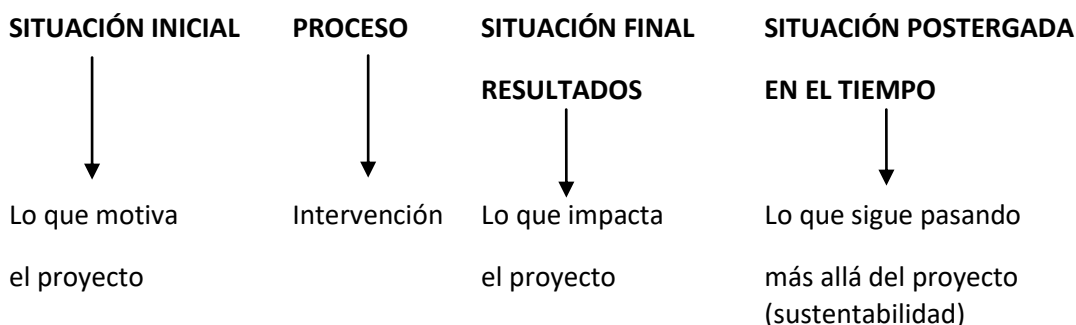 SITUACIÓN INICIAL PROCESO SITUACIÓN FINAL SITUACIÓN POSTERGADA
RESULTADOS EN EL TIEMPO
Lo que motiva Intervención Lo que impacta Lo que sigue pasando
el proyecto el proyecto más allá del proyecto
(sustentabilidad)